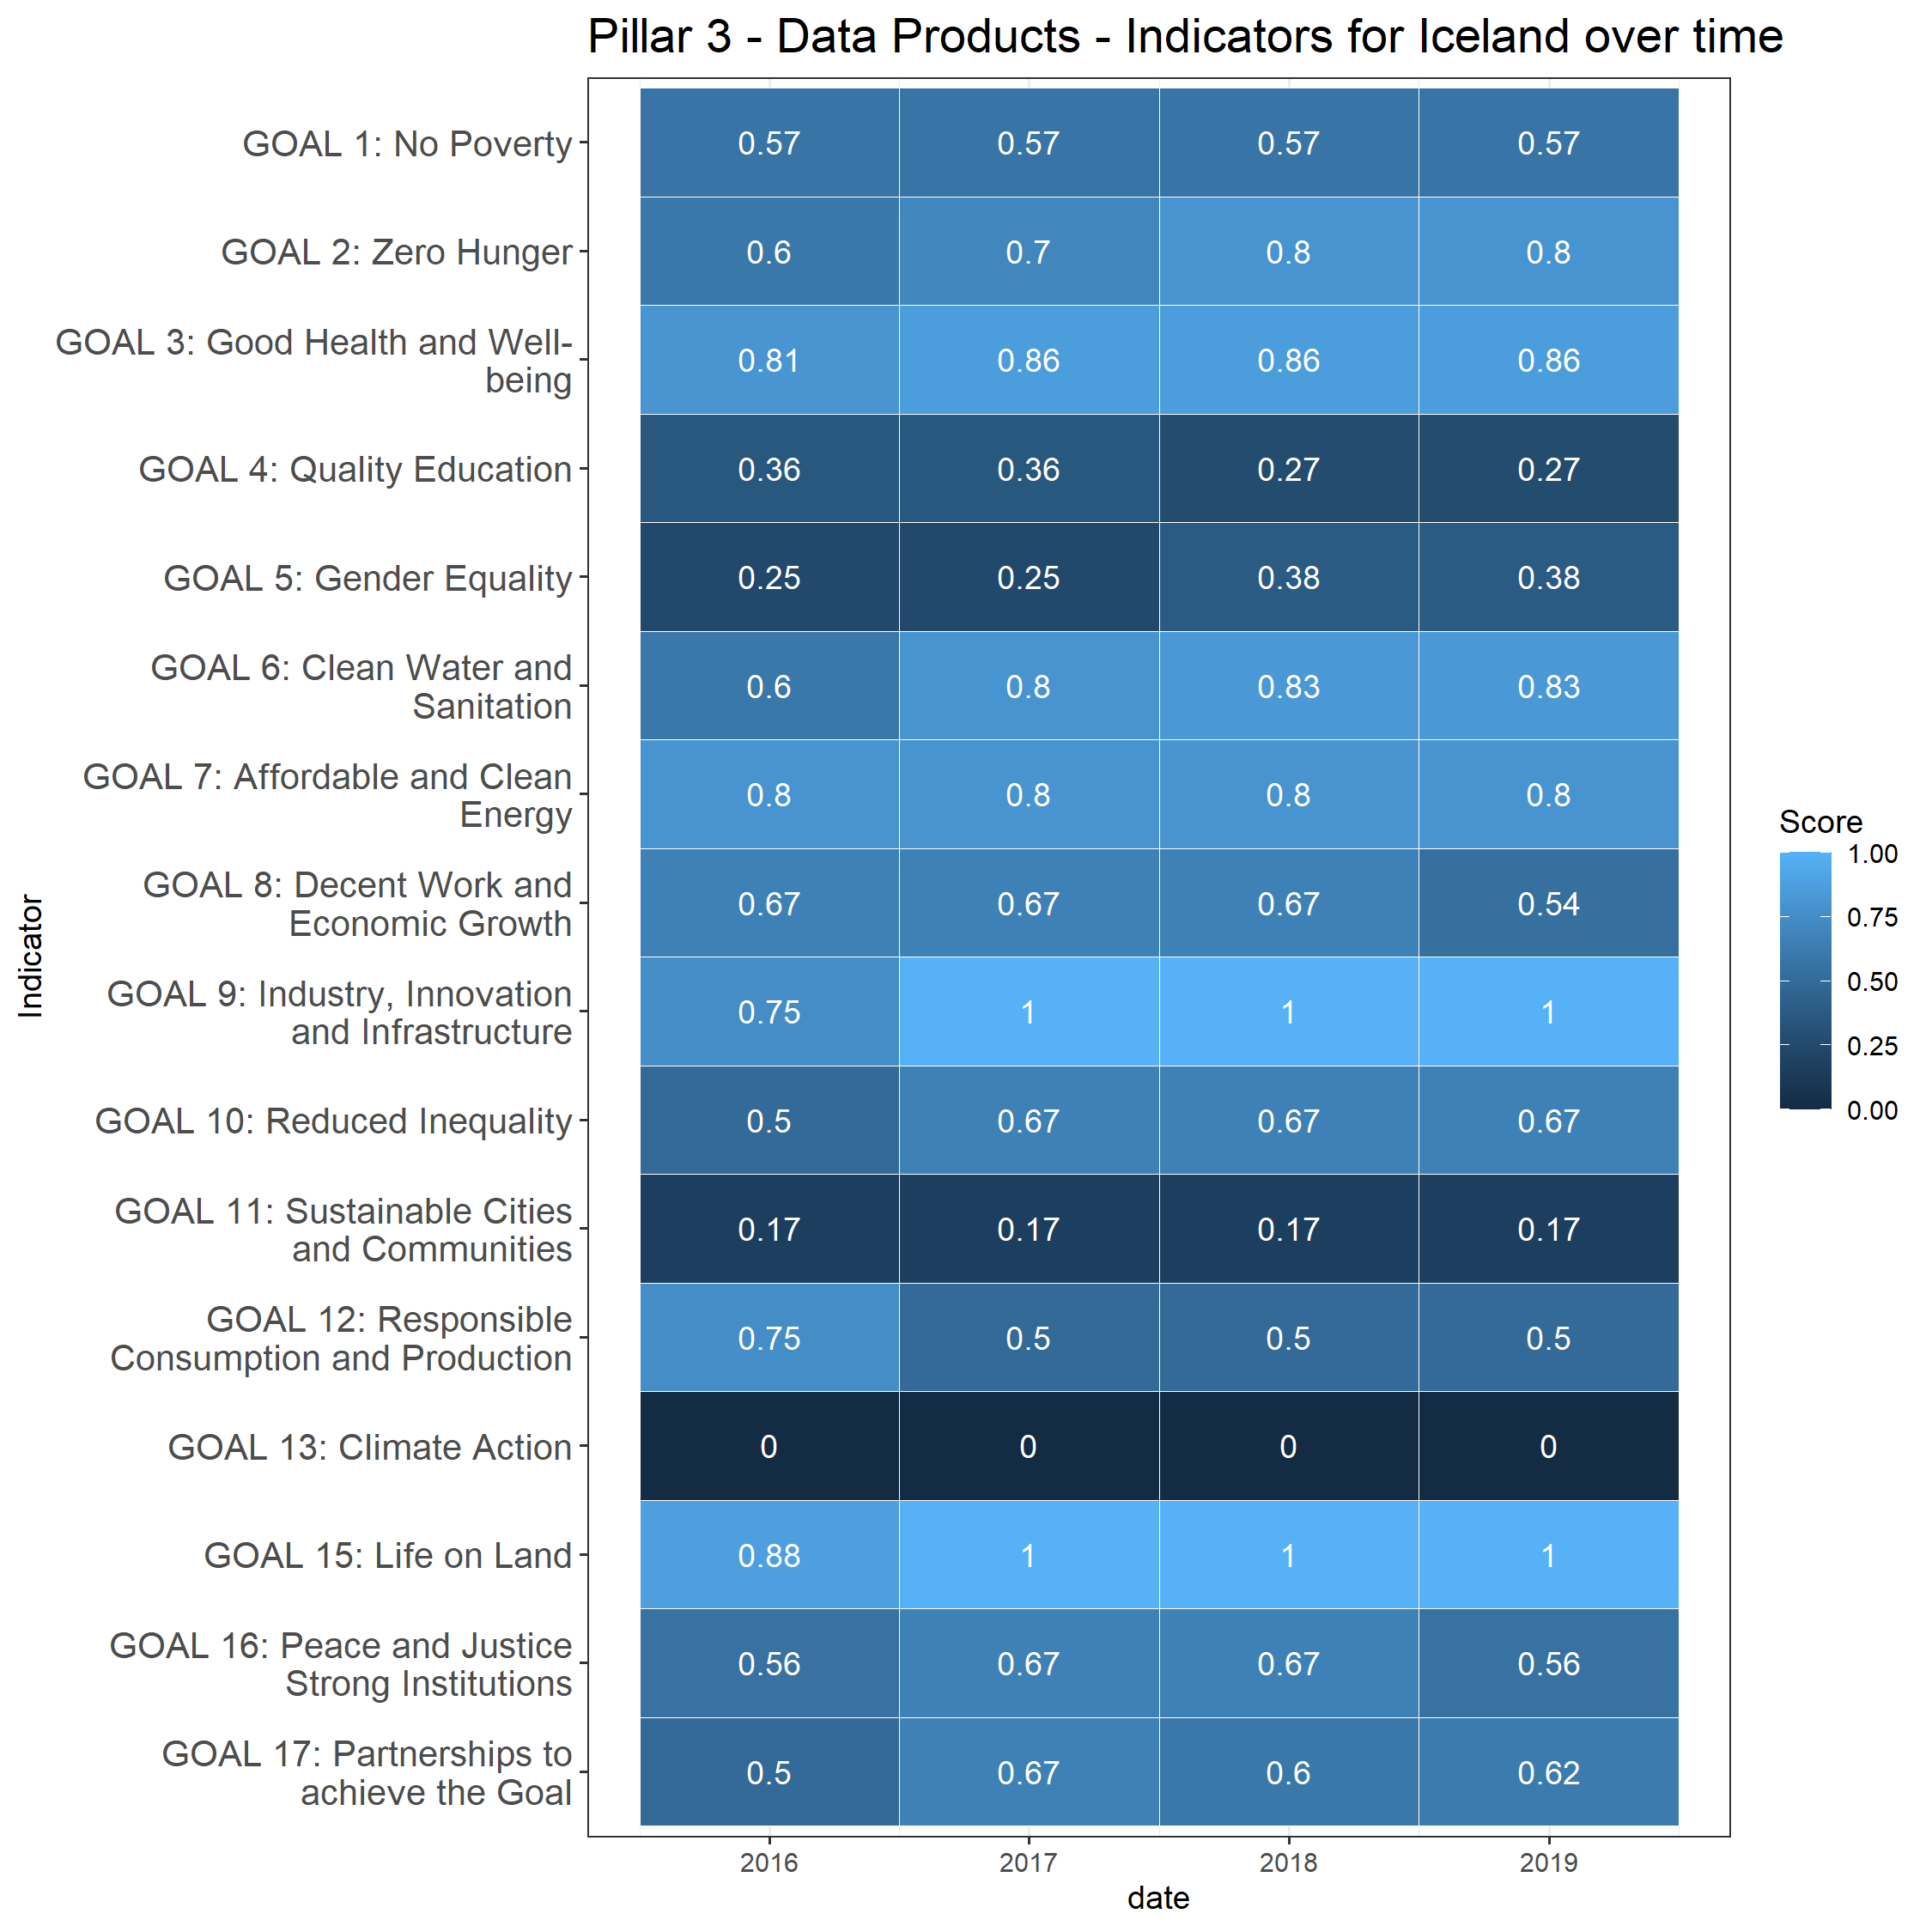 Pillar 3 - Data Products - Indicators for Iceland over time
GOAL 1: No Poverty
0.57 0.57 0.57 0.57
GOAL 2: Zero Hunger
0.6 0.7 0.8 0.8
GOAL 3: Good Health and Well-
being
0.81 0.86 0.86 0.86
GOAL 4: Quality Education
0.36 0.36 0.27 0.27
GOAL 5: Gender Equality
0.25 0.25 0.38 0.38
GOAL 6: Clean Water and
Sanitation
0.6 0.8 0.83 0.83
GOAL 7: Affordable and Clean
Energy
0.8 0.8 0.8 0.8
GOAL 8: Decent Work and
Economic Growth
0.67 0.67 0.67 0.54
GOAL 9: Industry, Innovation
and Infrastructure
0.75 1 1 1
GOAL 10: Reduced Inequality
0.5 0.67 0.67 0.67
GOAL 11: Sustainable Cities
and Communities
0.17 0.17 0.17 0.17
GOAL 12: Responsible
Consumption and Production
0.75 0.5 0.5 0.5
GOAL 13: Climate Action
0 0 0 0
GOAL 15: Life on Land
0.88 1 1 1
GOAL 16: Peace and Justice
Strong Institutions
0.56 0.67 0.67 0.56
GOAL 17: Partnerships to
achieve the Goal
0.5 0.67 0.6 0.62
2016 2017 2018 2019
date
Indicator
Score
1.00
0.75
0.50
0.25
0.00